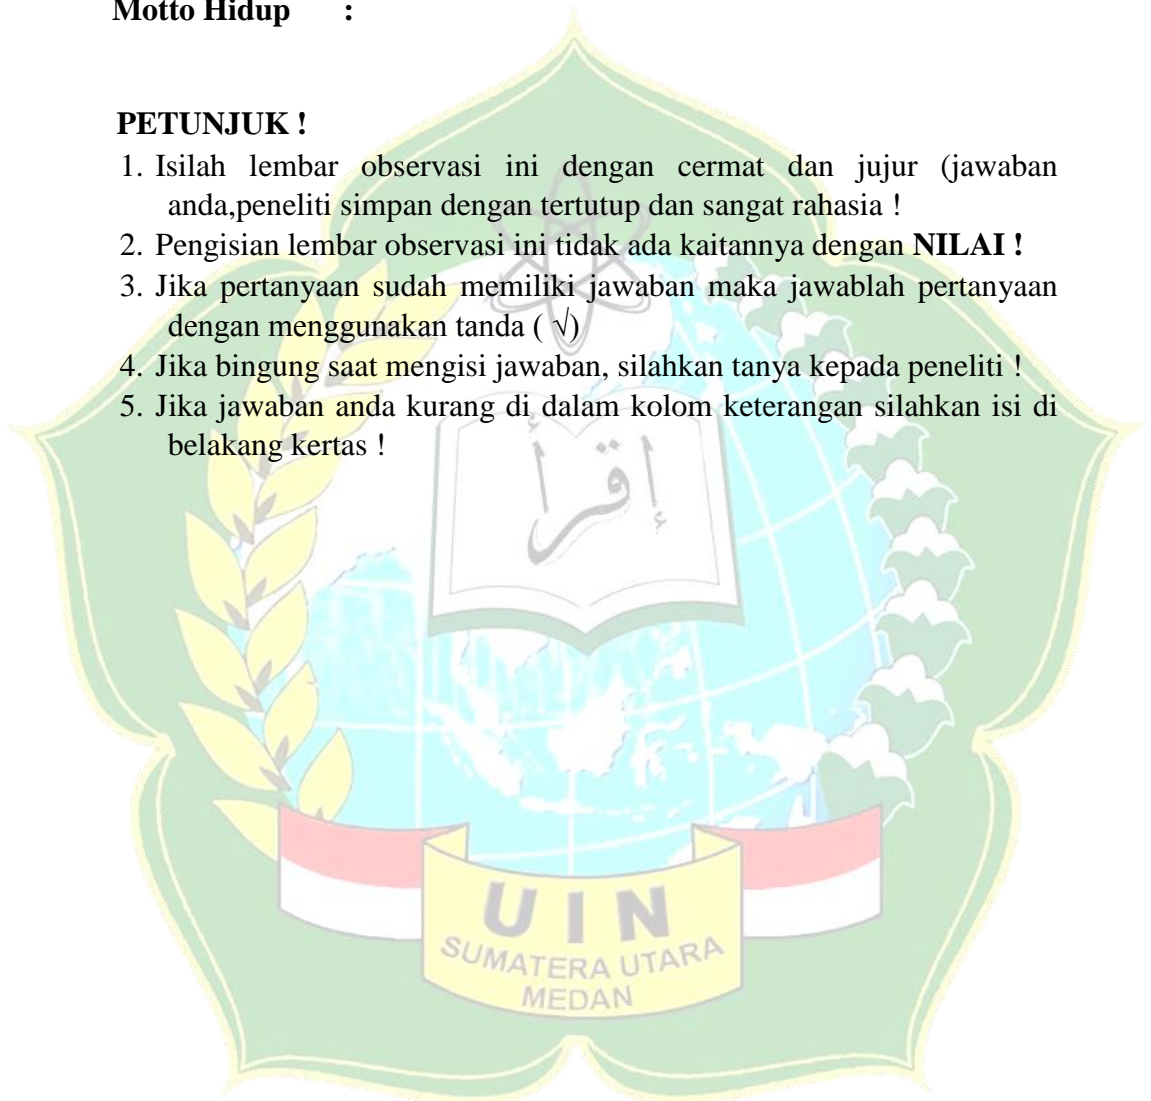 Motto Hidup :
PETUNJUK !
1. Isilah lembar observasi ini dengan cermat dan jujur (jawaban
anda,peneliti simpan dengan tertutup dan sangat rahasia !
2. Pengisian lembar observasi ini tidak ada kaitannya dengan NILAI !
3. Jika pertanyaan sudah memiliki jawaban maka jawablah pertanyaan
dengan menggunakan tanda ( √)
4. Jika bingung saat mengisi jawaban, silahkan tanya kepada peneliti !
5. Jika jawaban anda kurang di dalam kolom keterangan silahkan isi di
belakang kertas !
إقرأ
UIN
SUMATERA UTARA
MEDAN